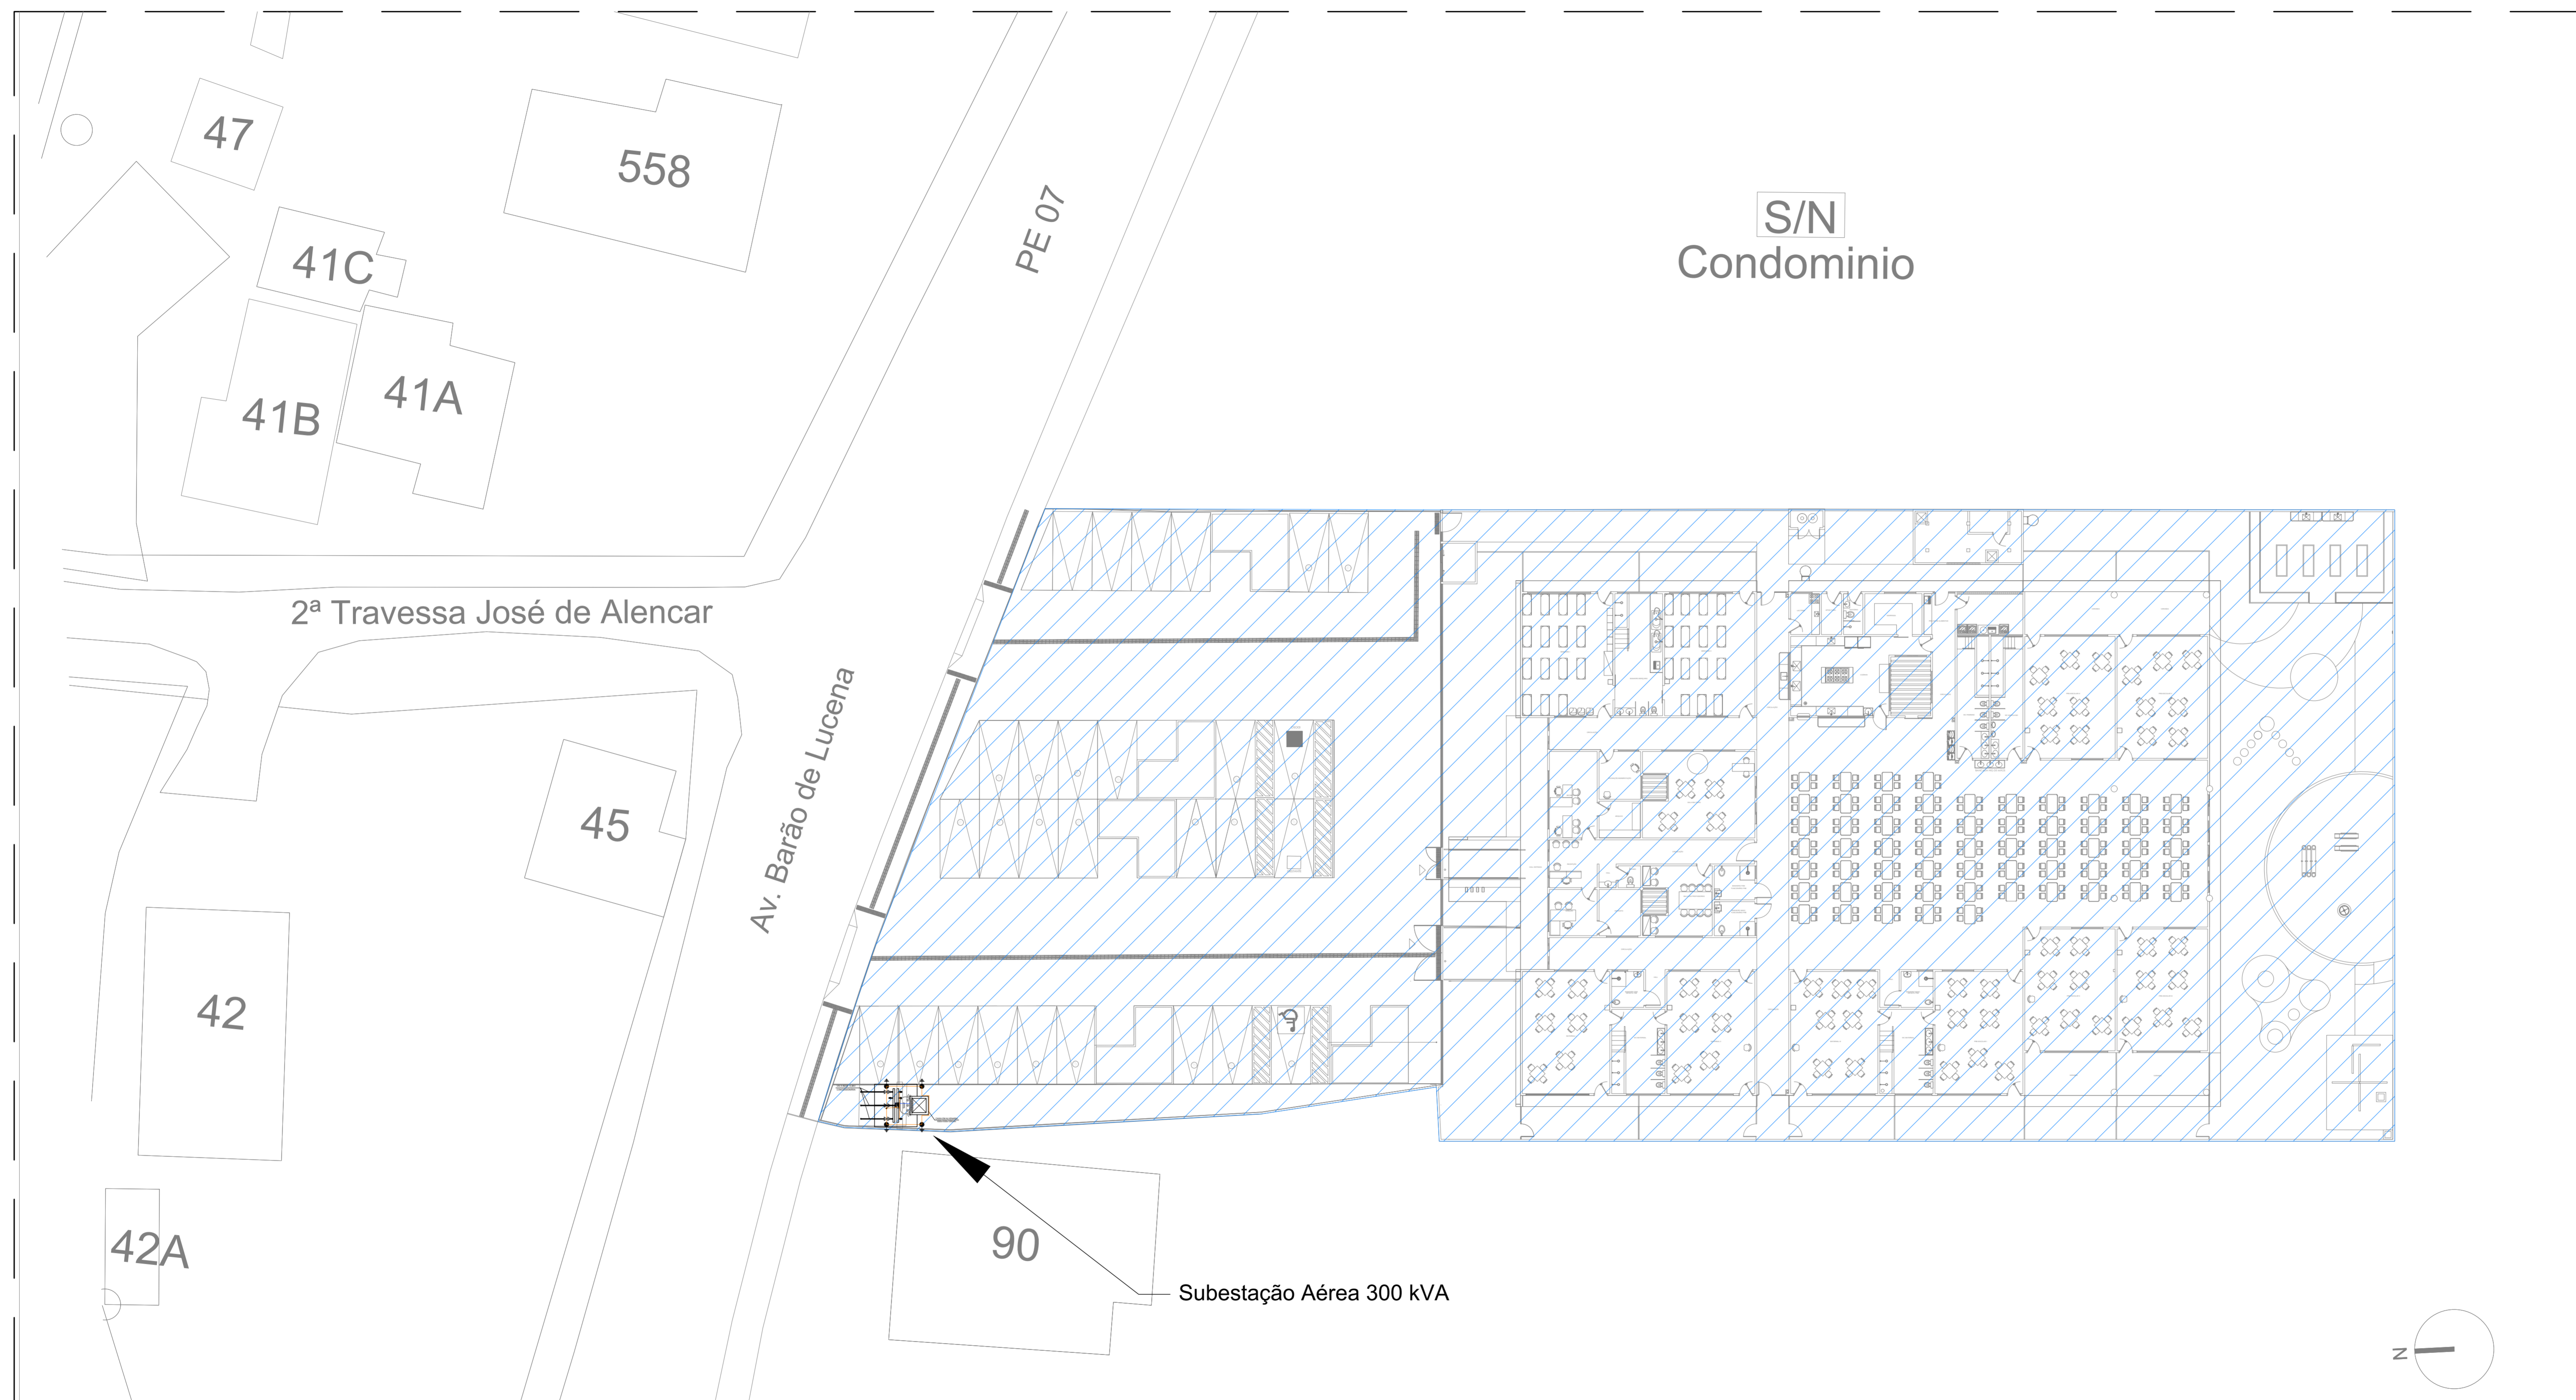 47
558
PE 07
S/N
Condominio
41C
41A
41B
2ª Travessa José de Alencar
Av. Barão de Lucena
45
42
90
42A
Subestação Aérea 300 kVA
N